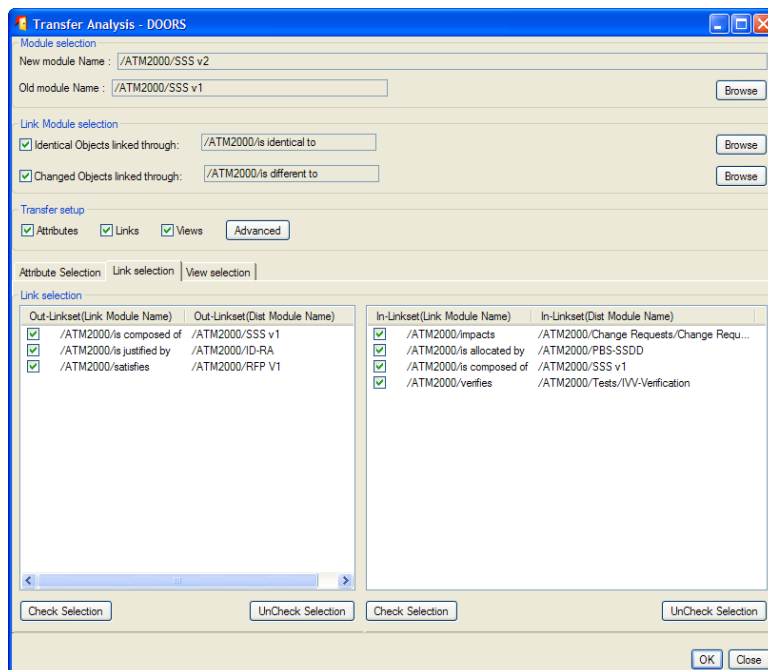 Transfer Analysis - DOORS
Module selection
New module Name : /ATM2000/SSS v2
Old module Name : /ATM2000/SSS v1 Browse
Link Module selection
Identical Objects linked through: /ATM2000/is identical to Browse
Changed Objects linked through: /ATM2000/is different to Browse
Transfer setup
Attributes Links Views Advanced
Attribute Selection Link selection View selection
Link selection
Out-Linkset(Link Module Name) Out-Linkset(Dist Module Name) In-Linkset(Link Module Name) In-Linkset(Dist Module Name)
/ATM2000/is composed of /ATM2000/SSS v1 /ATM2000/impacts /ATM2000/Change Requests/Change Requ...
/ATM2000/is justified by /ATM2000/ID-RA /ATM2000/is allocated by /ATM2000/PBS-SSDD
/ATM2000/satisfies /ATM2000/RFP V1 /ATM2000/is composed of /ATM2000/SSS v1
/ATM2000/verifies /ATM2000/Tests/IVV-Verification
Check Selection UnCheck Selection Check Selection UnCheck Selection
OK Close